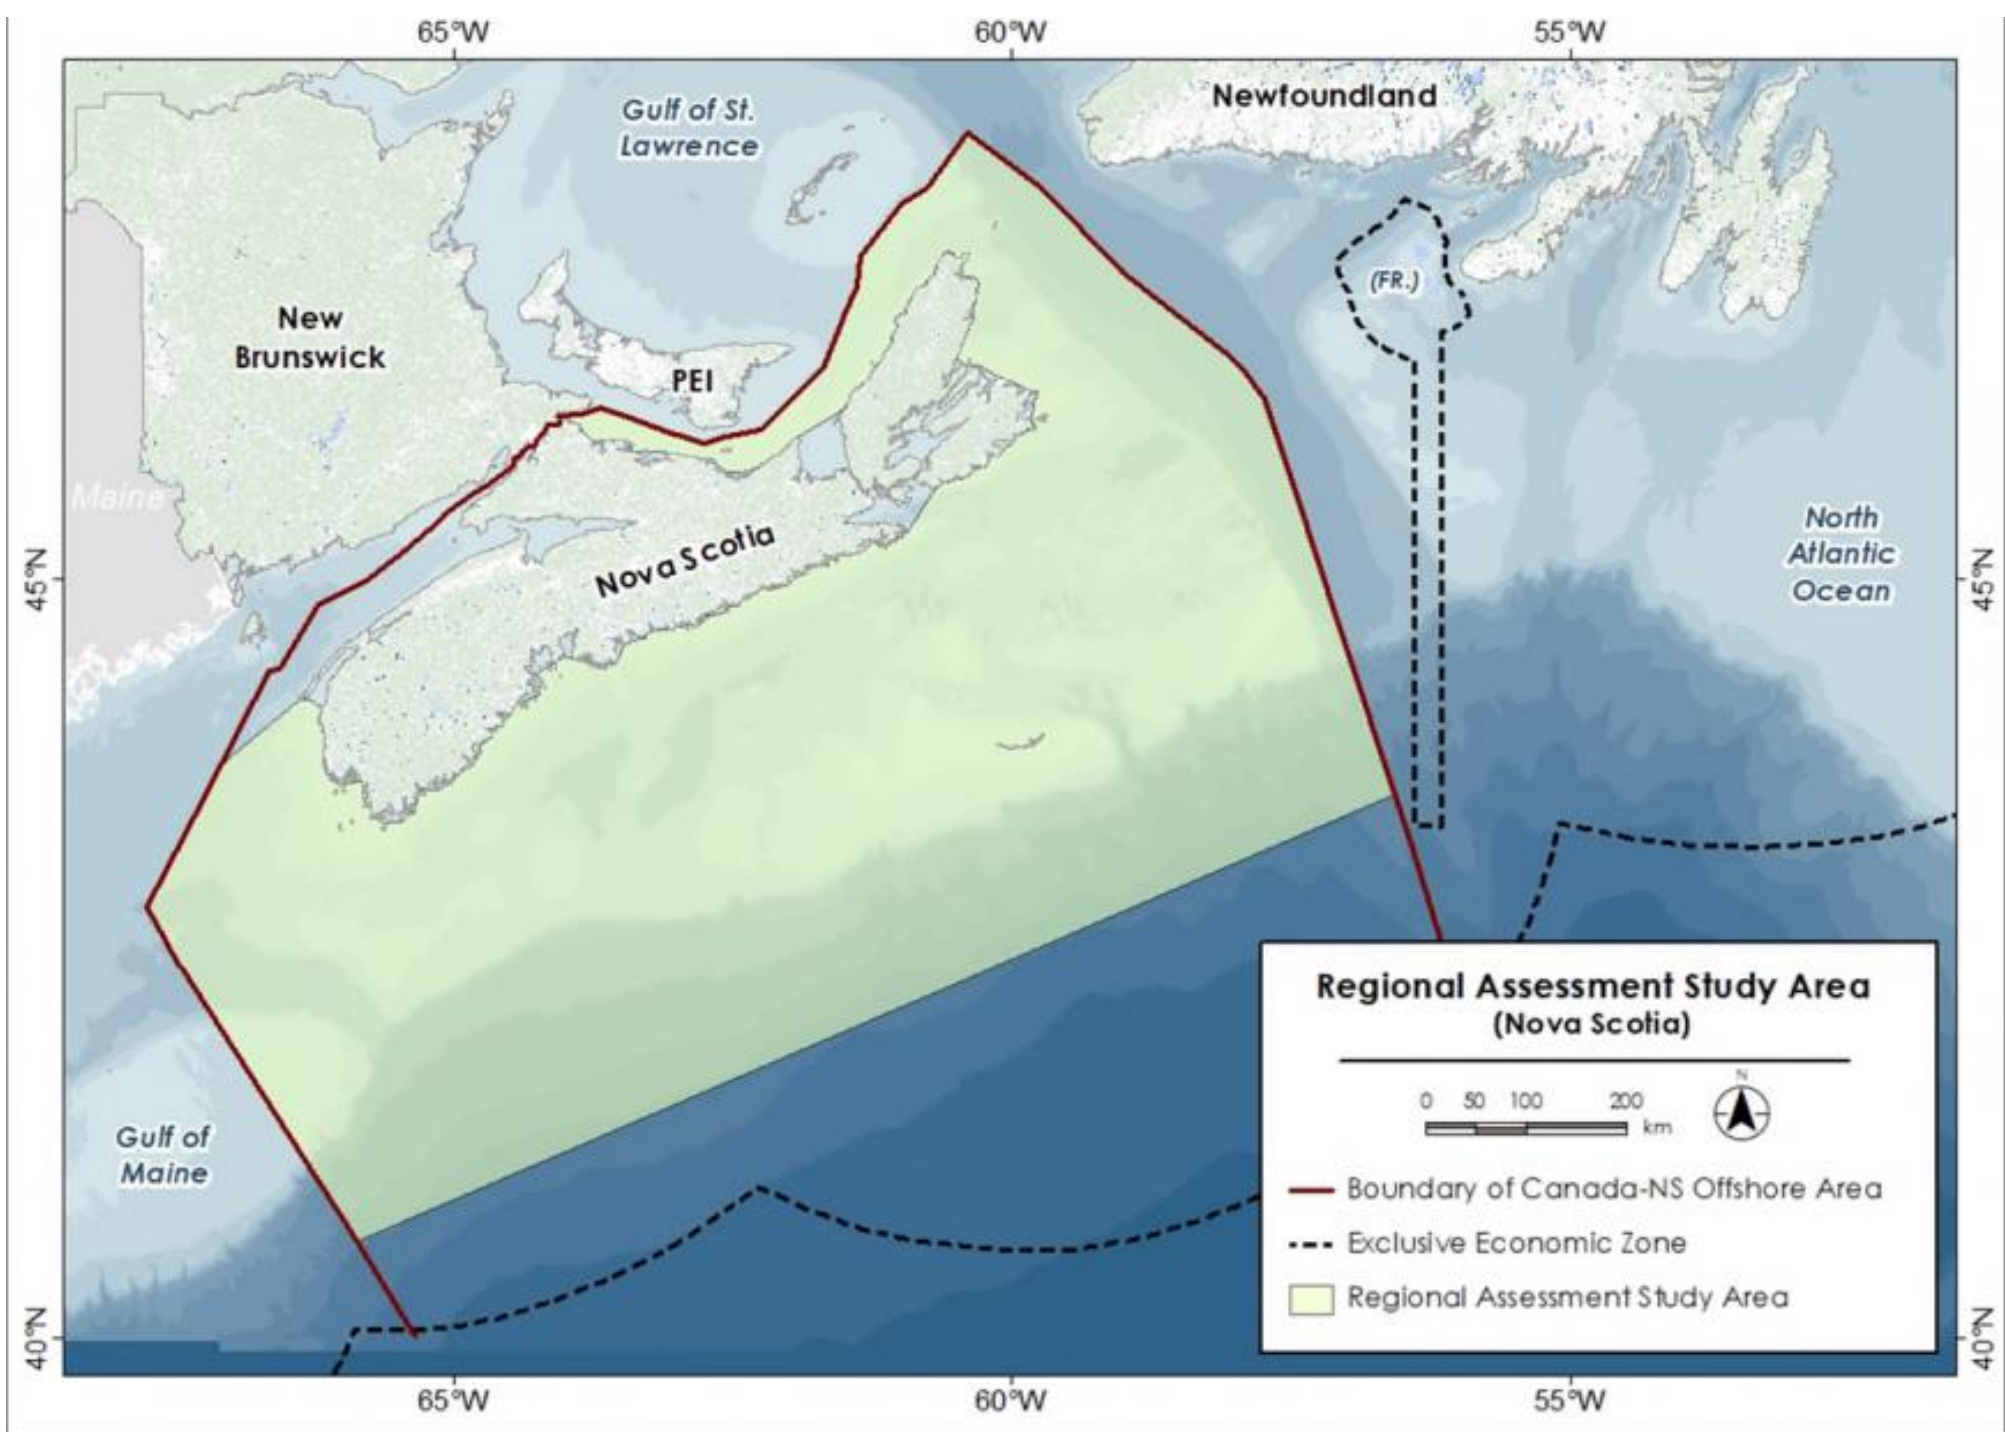 65°W 60°W 55°W
Newfoundland
Gulf of St.
Lawrence
(FR.)
New
Brunswick
PEI
Maine
Nova Scotia
North
Atlantic
Ocean
45°N 45°N
Gulf of
Maine
Regional Assessment Study Area
(Nova Scotia)
N
0 50 100 200
km
Boundary of Canada-NS Offshore Area
Exclusive Economic Zone
Regional Assessment Study Area
40°N 40°N
65°W 60°W 55°W